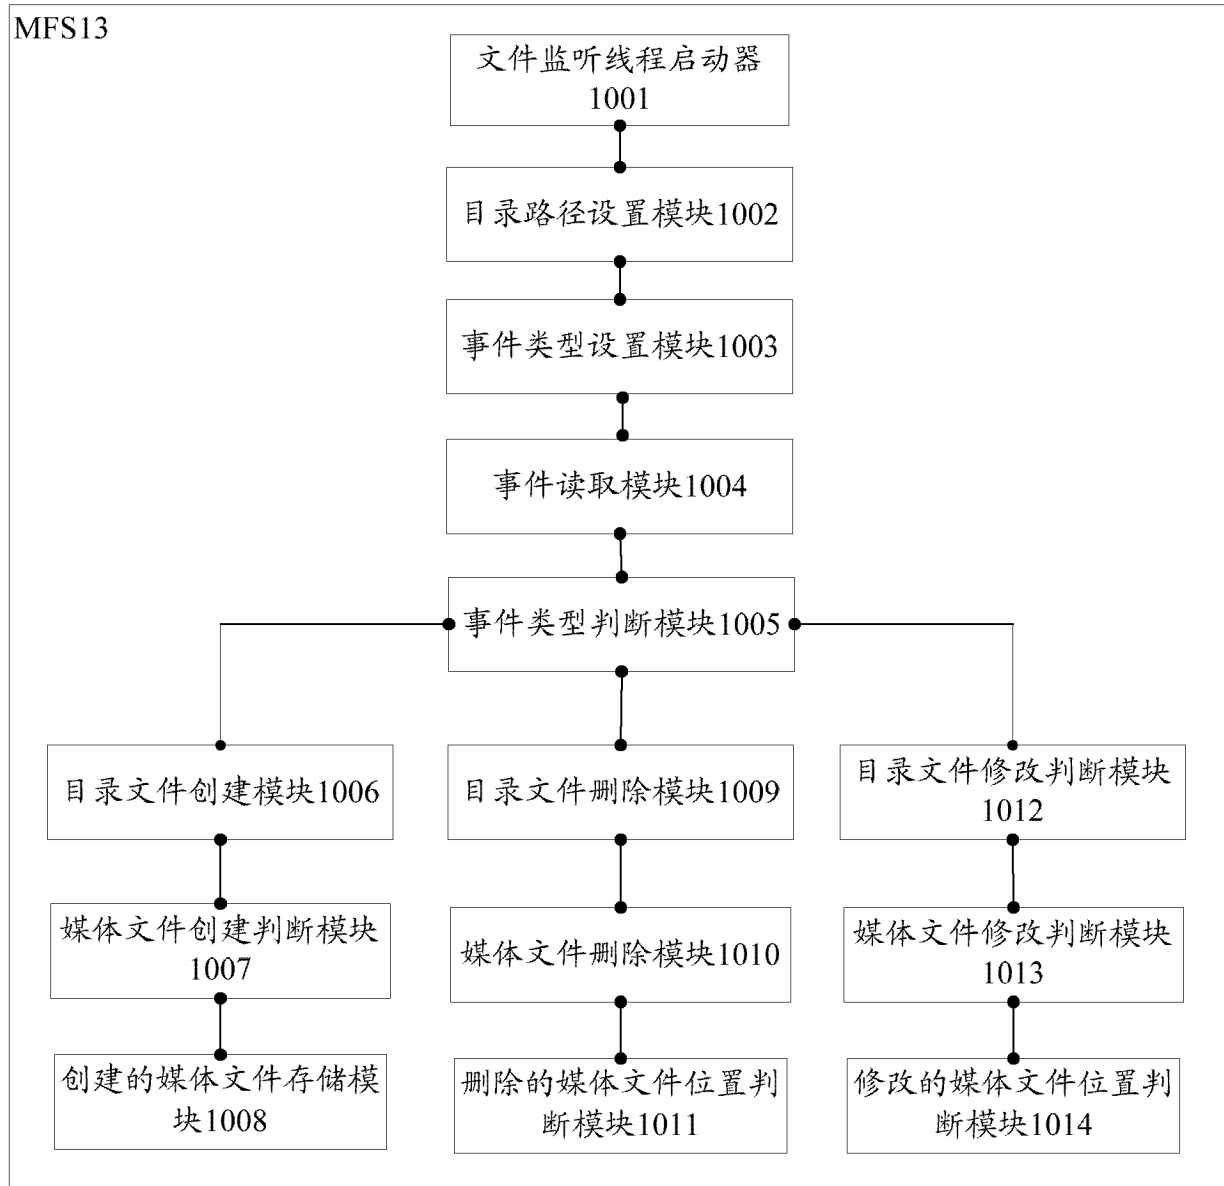 MFS13
文件监听线程启动器
1001
目录路径设置模块1002
事件类型设置模块1003
事件读取模块1004
事件类型判断模块1005
目录文件创建模块1006
目录文件删除模块1009
目录文件修改判断模块
1012
媒体文件创建判断模块
1007
媒体文件删除模块1010
媒体文件修改判断模块
1013
创建的媒体文件存储模
块1008
删除的媒体文件位置判
断模块1011
修改的媒体文件位置判
断模块1014